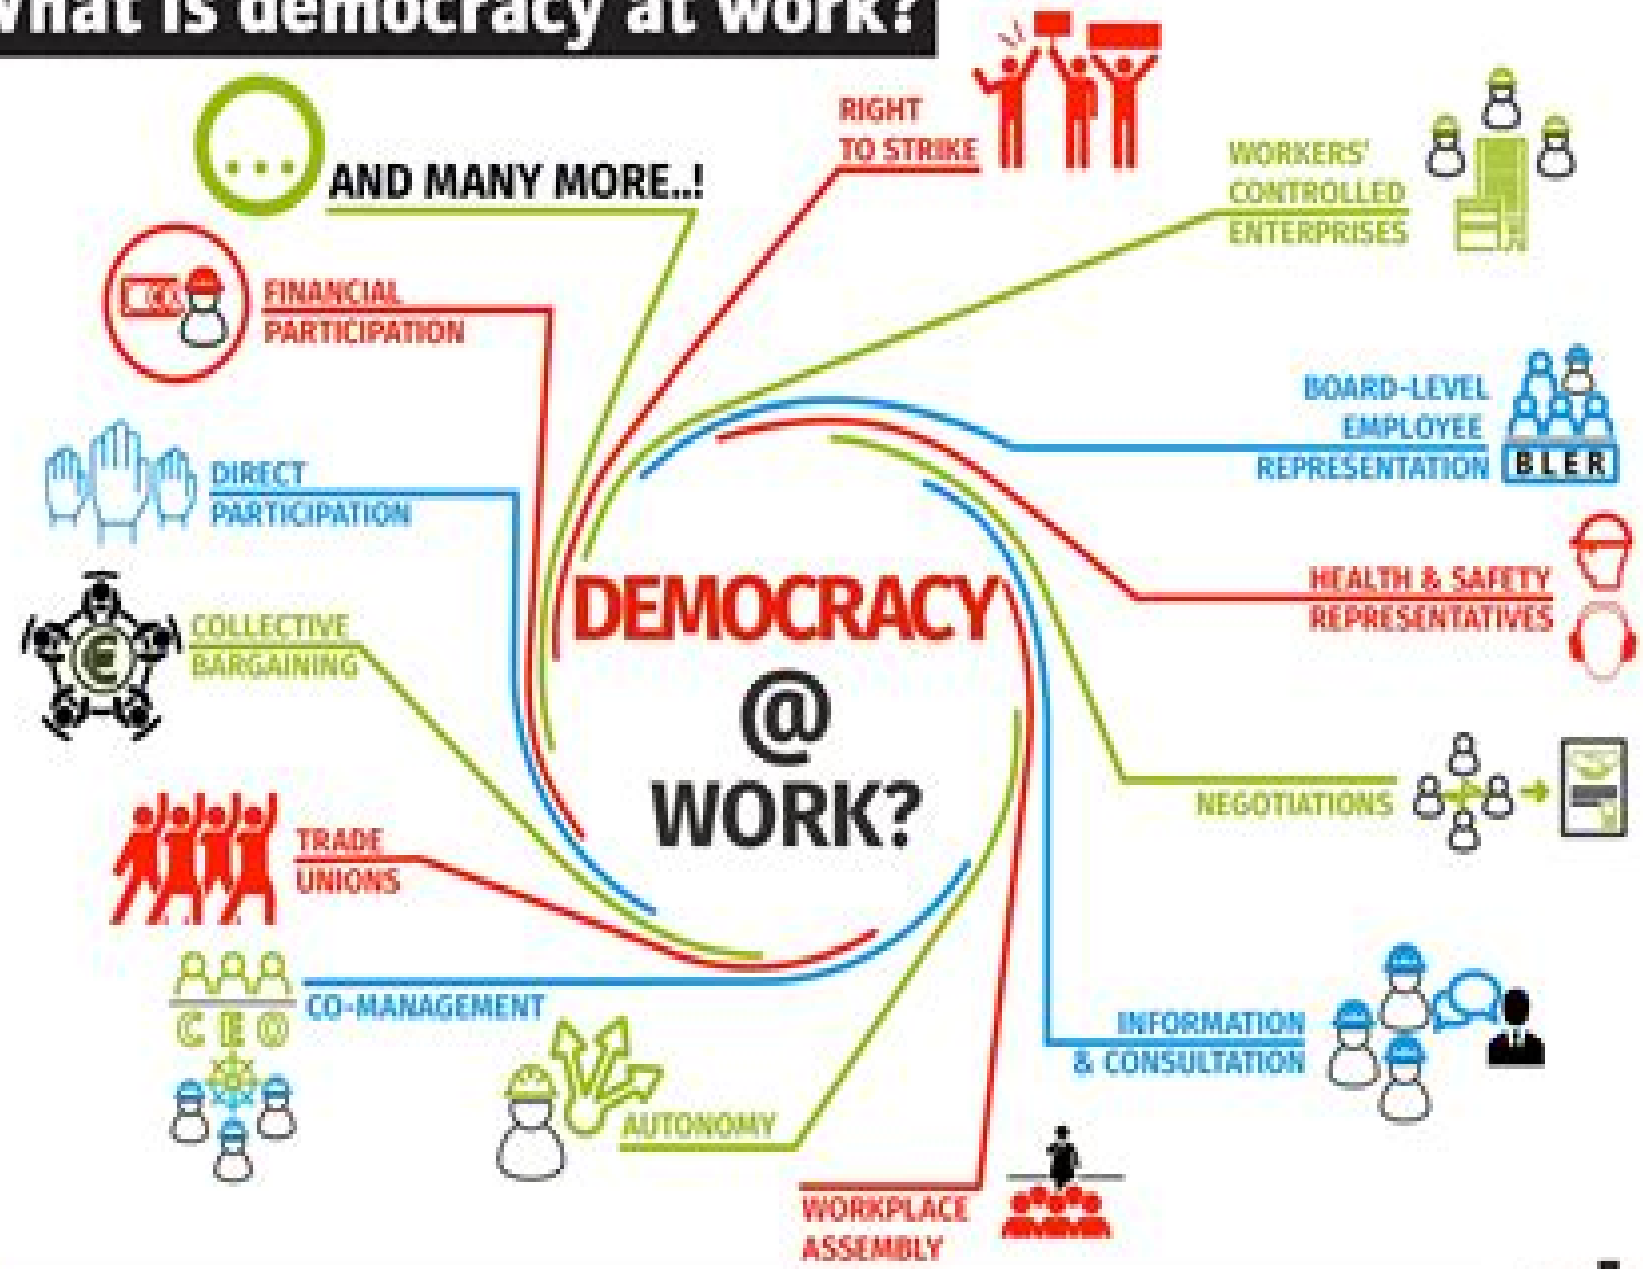 What is democracy at work?
RIGHT
TO STRIKE
WORKERS'
CONTROLLED
ENTERPRISES
BOARD-LEVEL
EMPLOYEE
REPRESENTATION
BLER
HEALTH & SAFETY
REPRESENTATIVES
NEGOTIATIONS
INFORMATION
& CONSULTATION
WORKPLACE
ASSEMBLY
AUTONOMY
CO-MANAGEMENT
CEO
TRADE
UNIONS
COLLECTIVE
BARGAINING
€
DIRECT
PARTICIPATION
FINANCIAL
PARTICIPATION
...
AND MANY MORE..!
DEMOCRACY
@
WORK?